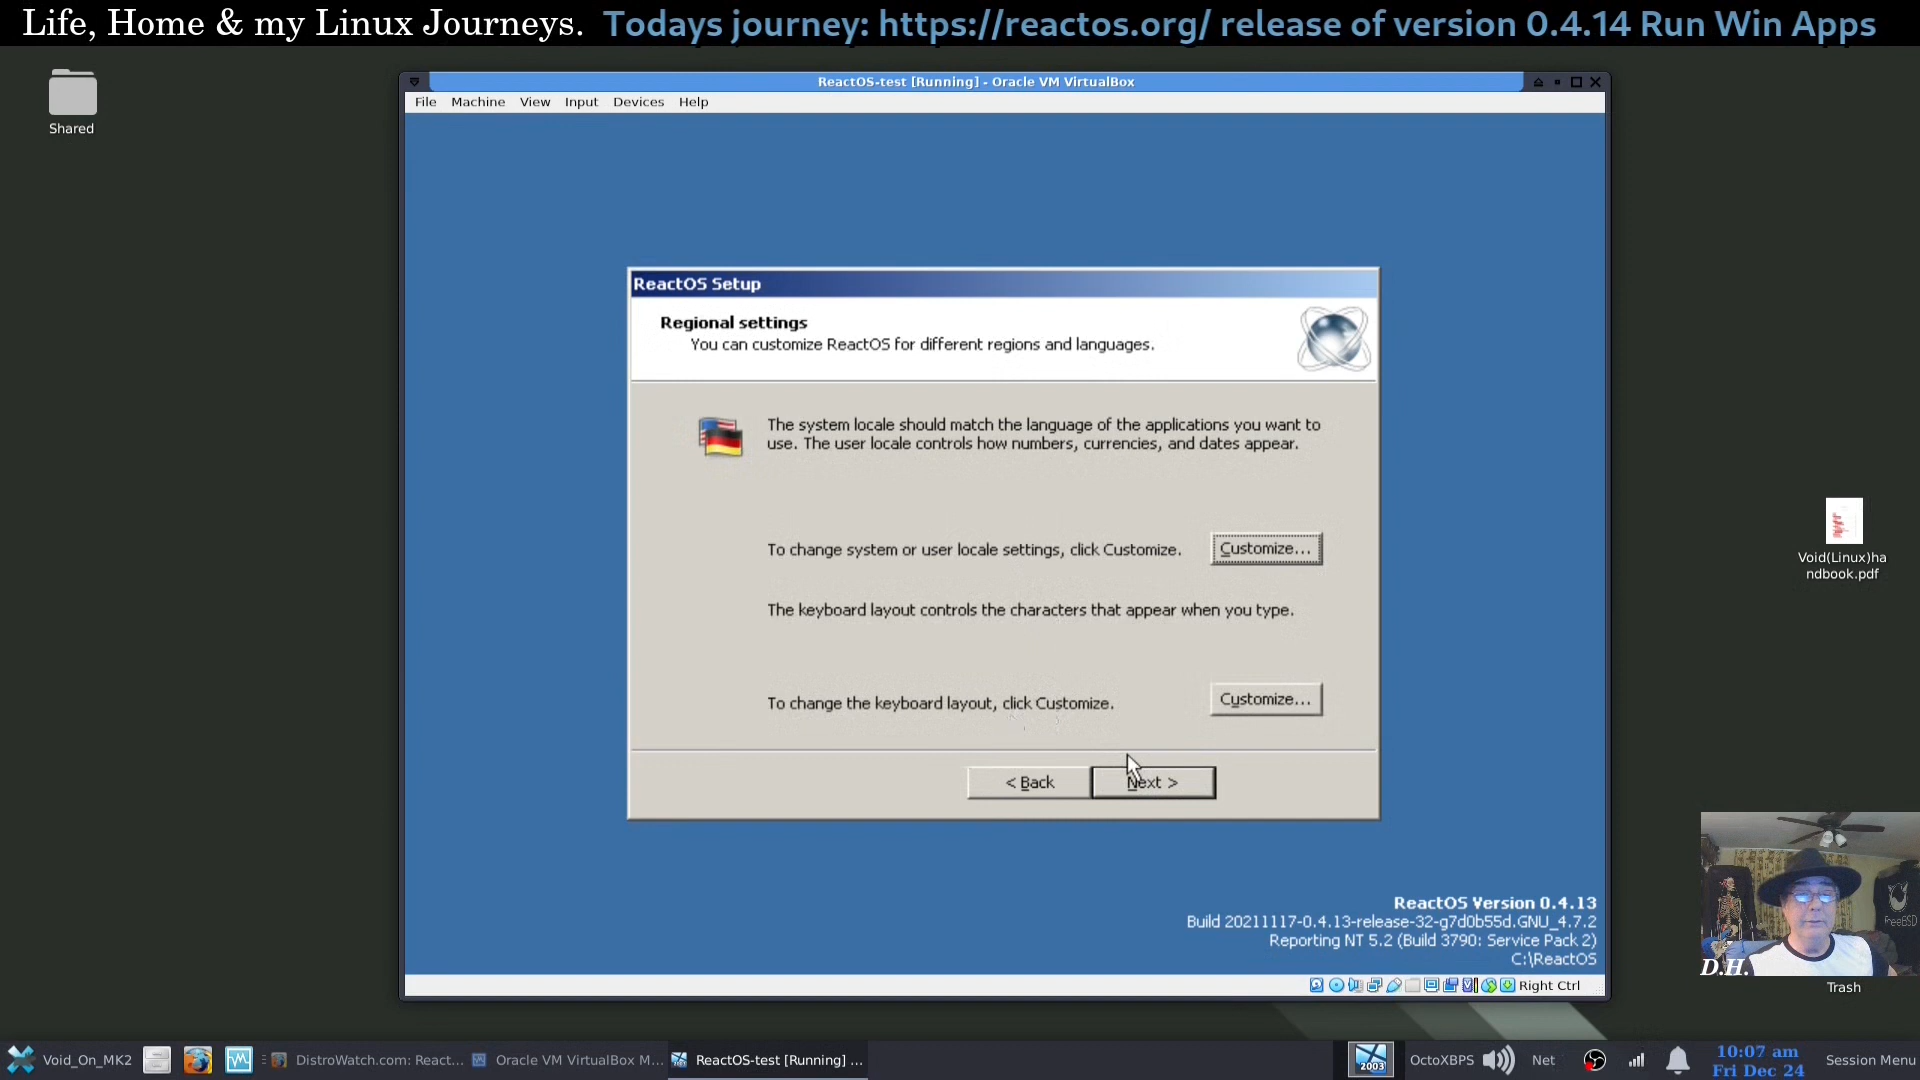 Life, Home & my Linux Journeys. Todays journey: https://reactos.org/ release of version 0.4.14 Run Win Apps
Shared
ReactOS-test [Running] - Oracle VM VirtualBox
File Machine View Input Devices Help
ReactOS Setup
Regional settings
You can customize ReactOS for different regions and languages.
The system locale should match the language of the applications you want to
use. The user locale controls how numbers, currencies, and dates appear.
To change system or user locale settings, click Customize.
Customize...
The keyboard layout controls the characters that appear when you type.
To change the keyboard layout, click Customize.
Customize...
< Back
Next >
Void(Linux)ha
ndbook.pdf
ReactOS Version 0.4.13
Build 20211117-0.4.13-release-32-g7d0b55d.GNU_4.7.2
Reporting NT 5.2 (Build 3790: Service Pack 2)
C:\ReactOS
Right Ctrl
freeBSD
D.H.
Trash
Void_On_MK2
DistroWatch.com: React...
Oracle VM VirtualBox M...
ReactOS-test [Running] ...
2003
OctoXBPS
Net
10:07 am
Fri Dec 24
Session Menu